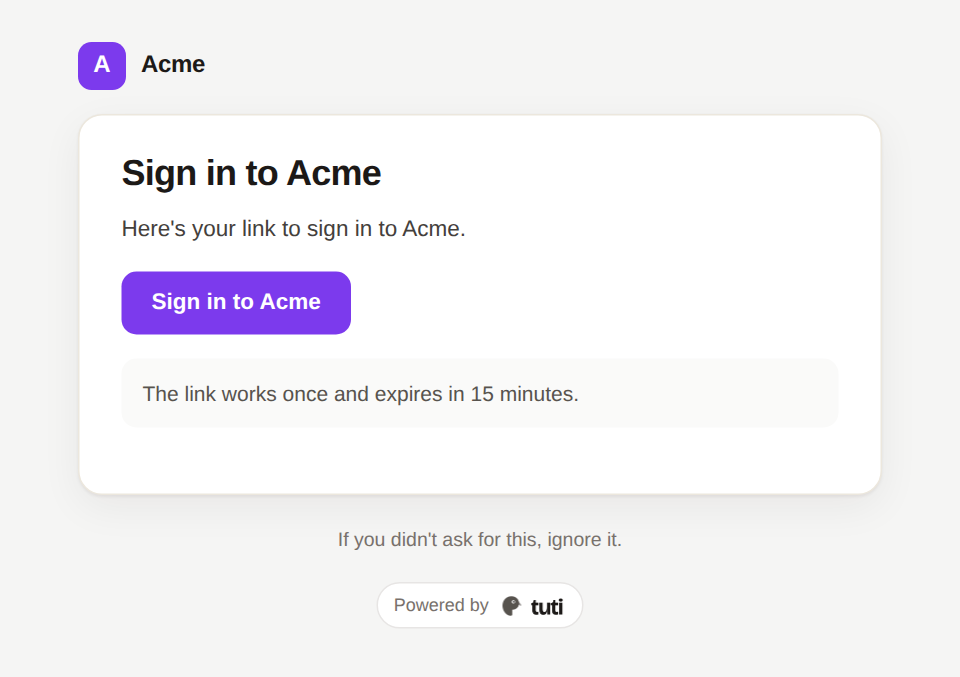 A
Acme
Sign in to Acme
Here's your link to sign in to Acme.
Sign in to Acme
The link works once and expires in 15 minutes.
If you didn't ask for this, ignore it.
Powered by tuti